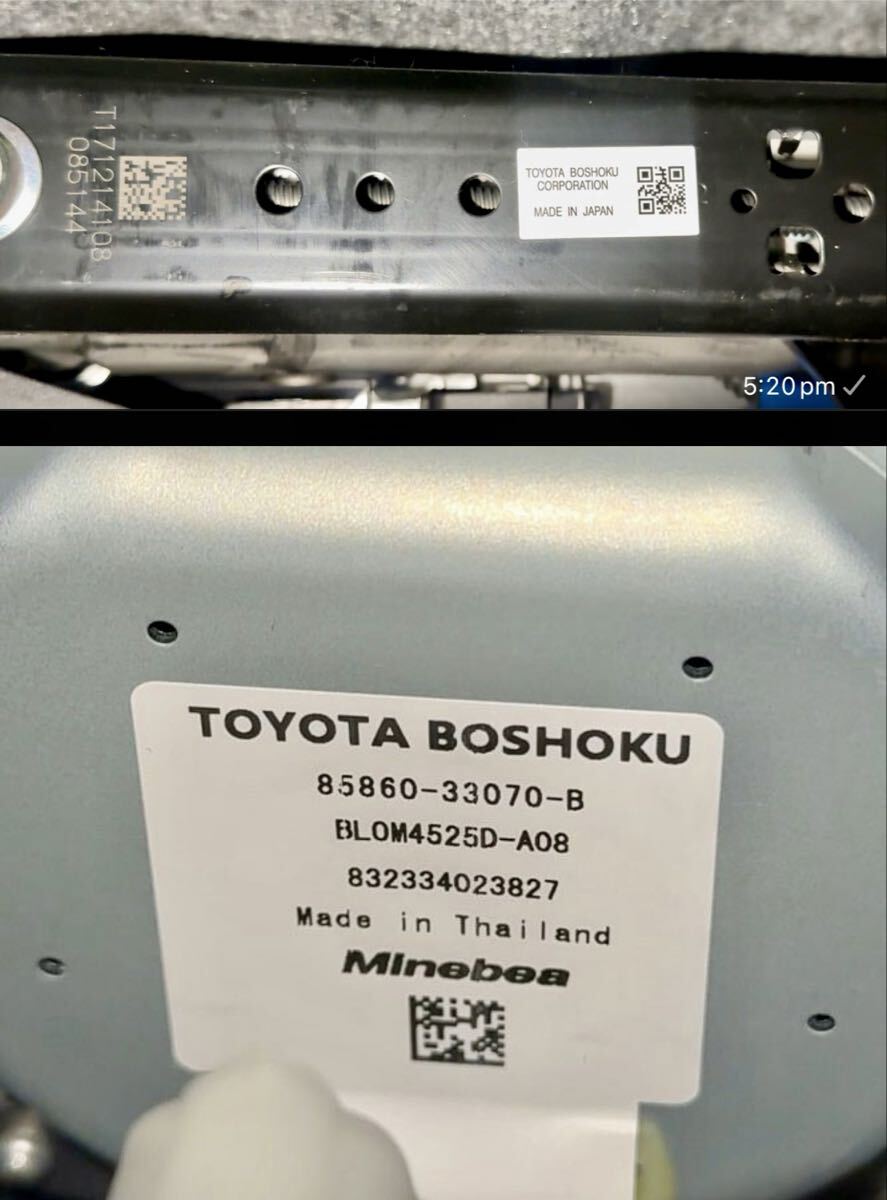 T171214J08
085144
TOYOTA BOSHOKU
CORPORATION
MADE IN JAPAN
5:20 pm
TOYOTA BOSHOKU
85860-33070-B
BLOM4525D-A08
832334023827
Made in Thailand
Minebea